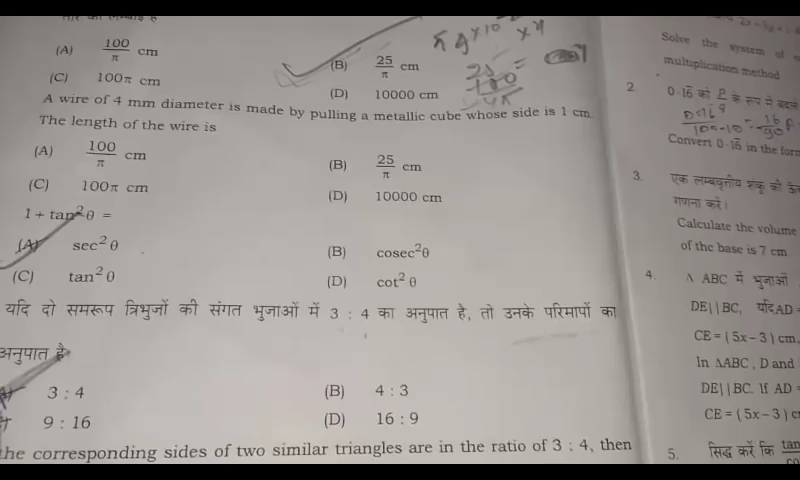 (A) 100/π cm (B) 25/π cm
(C) 100π cm (D) 10000 cm
A wire of 4 mm diameter is made by pulling a metallic cube whose side is 1 cm.
The length of the wire is
(A) 100/π cm (B) 25/π cm
(C) 100π cm (D) 10000 cm
1 + tan²θ =
(A) sec²θ (B) cosec²θ
(C) tan²θ (D) cot²θ
यदि दो समरूप त्रिभुजों की संगत भुजाओं में 3 : 4 का अनुपात है, तो उनके परिमापों का
अनुपात है
3 : 4 (B) 4 : 3
9 : 16 (D) 16 : 9
the corresponding sides of two similar triangles are in the ratio of 3 : 4, then
Solve the system of
multiplication method
2. 0·16̄ को p के रूप में
Convert 0·16̄ in the
3. एक लम्बवृत्तीय शंकु की
गणना करें।
Calculate the volume
of the base is 7 cm
4. Δ ABC में भुजाओं
DE||BC, यदि AD =
CE = (5x – 3) cm,
In ΔABC, D and
DE||BC. If AD =
CE = (5x – 3)
5. सिद्ध करें कि tan